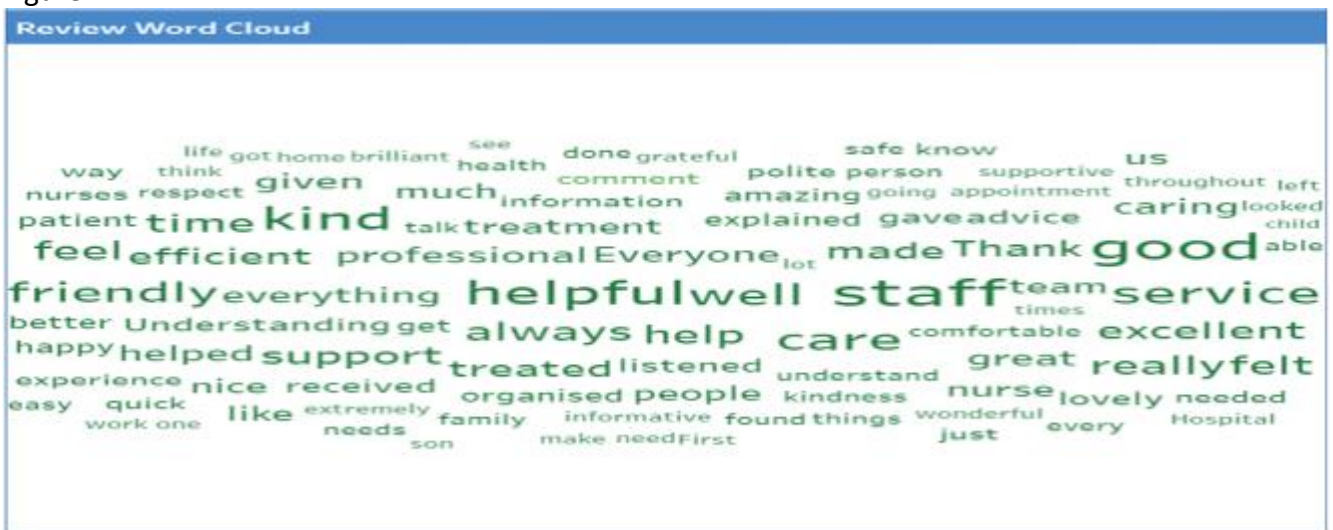 Review Word Cloud
life got home brilliant see health done grateful safe know us
way think given much comment polite person supportive throughout left
nurses respect information amazing going appointment caring looked
patient time kind talk treatment explained gave advice child
feel efficient professional Everyone lot made Thank good able
friendly everything helpful well staff team service
times
better Understanding get always help care comfortable excellent
happy helped support treated listened understand great really felt
experience nice received organised people kindness nurse lovely needed
easy quick like extremely family informative found things wonderful every Hospital
work one needs son make need First just